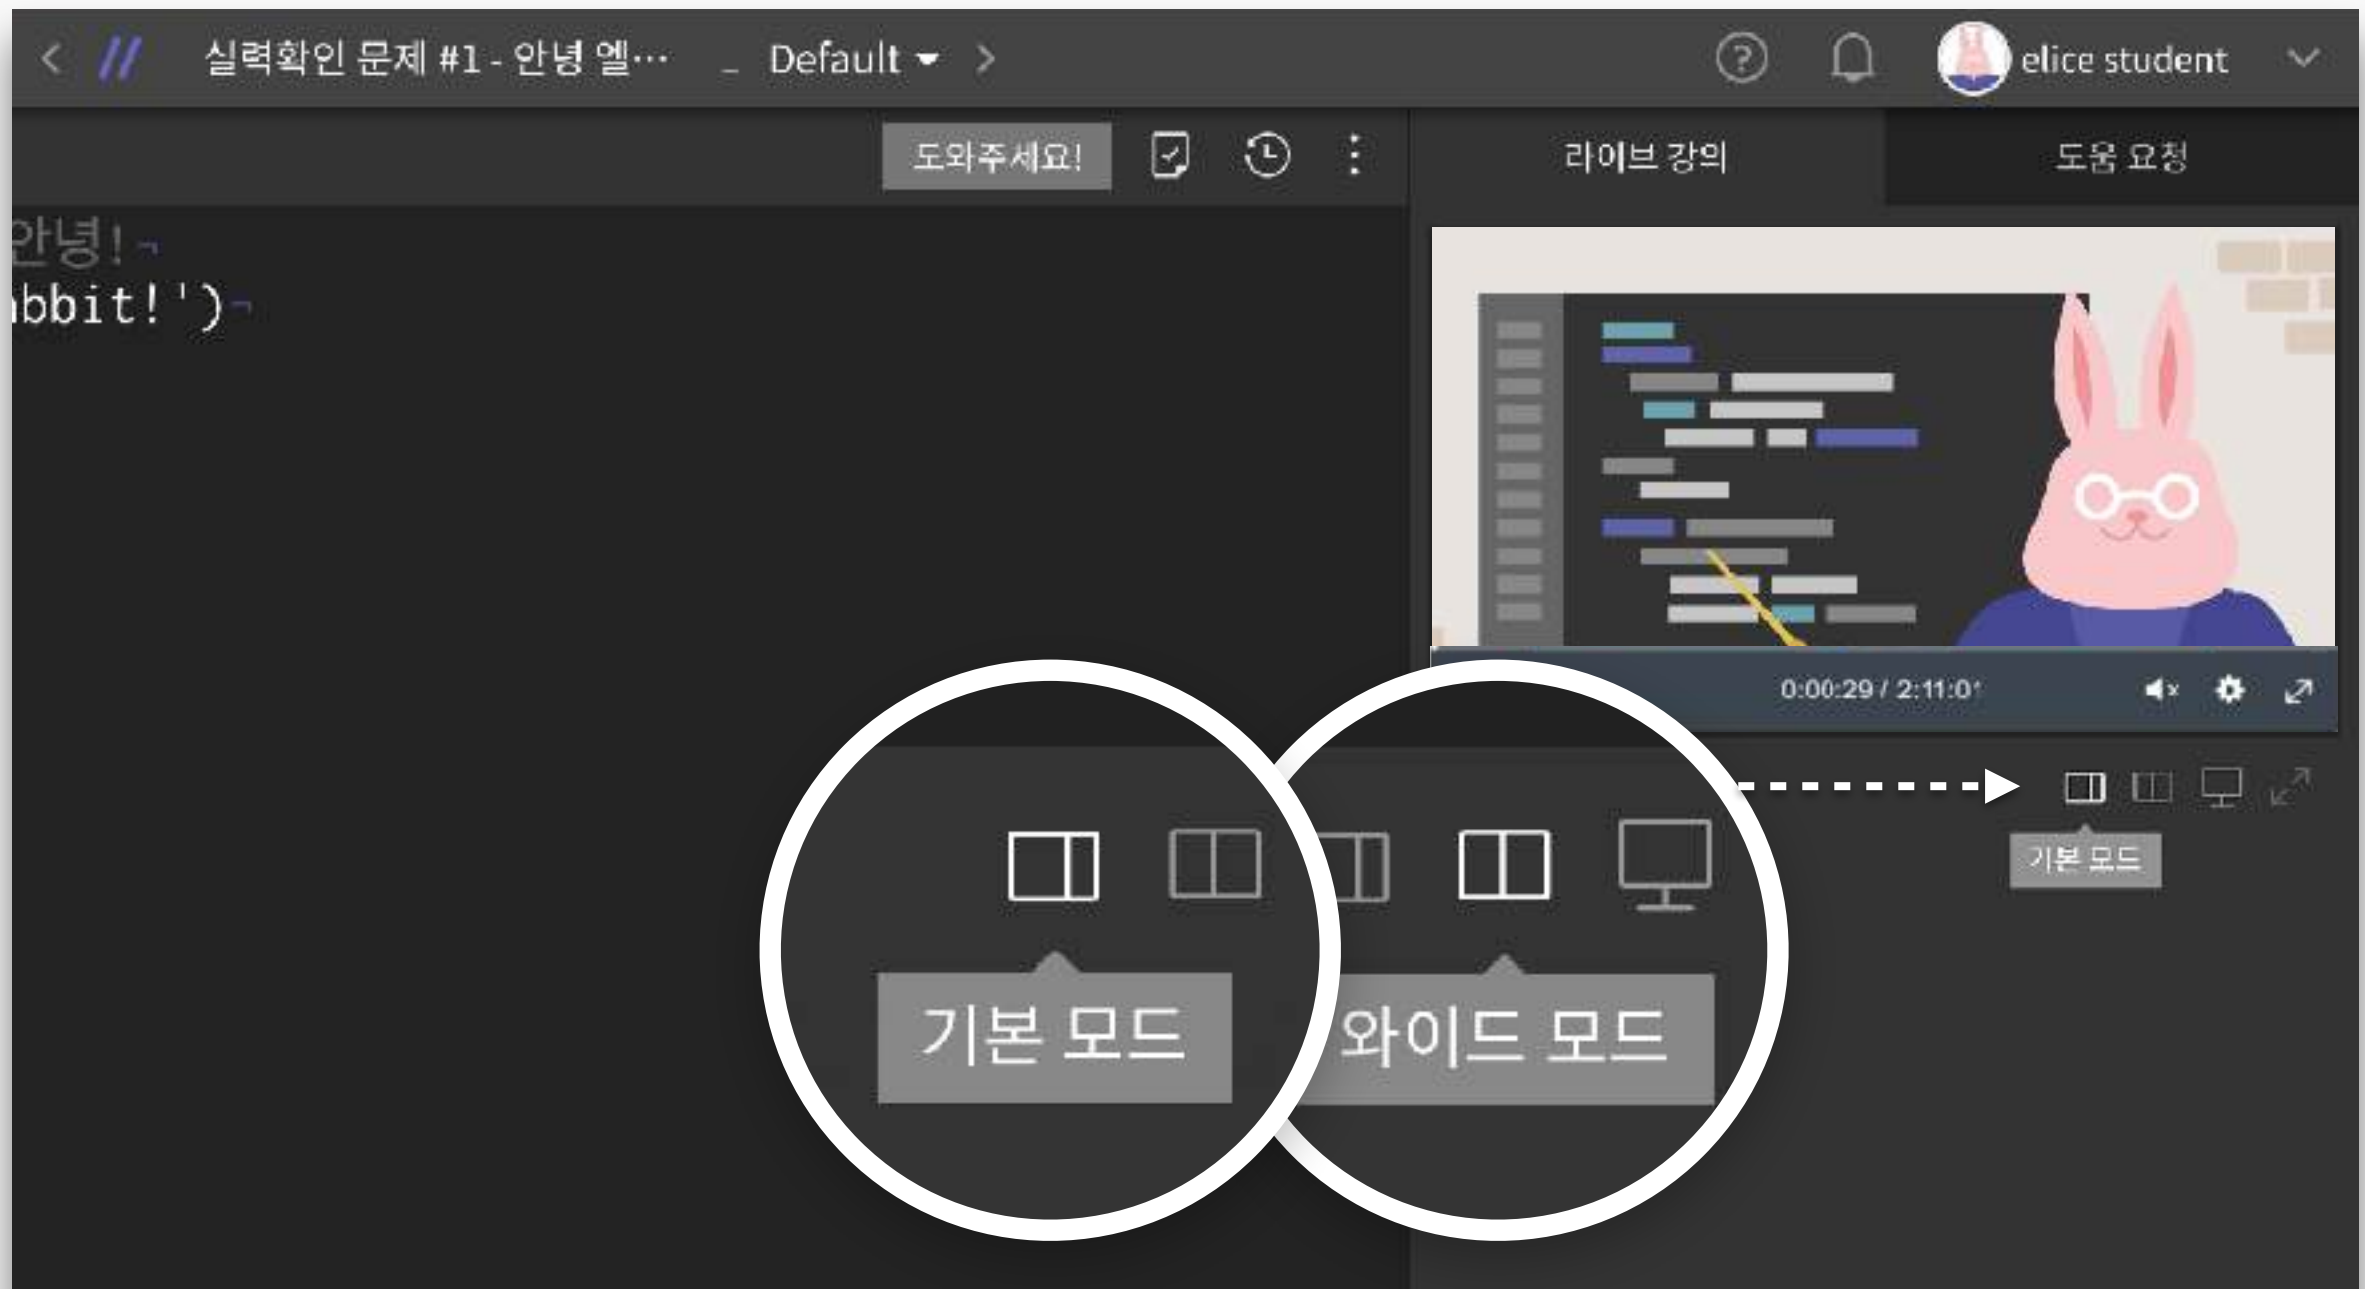 실력확인 문제 #1 - 안녕 엘… _ Default
elice student
도와주세요!
라이브 강의
도움 요청
안녕!¬
bbit!')¬
0:00:29 / 2:11:01
기본 모드
기본 모드
와이드 모드